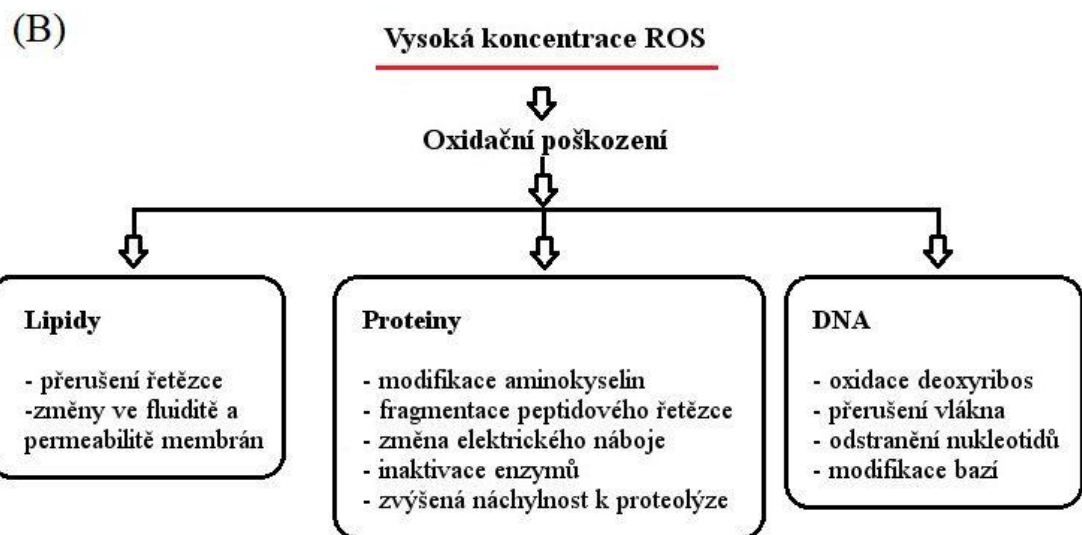 (B)
Vysoká koncentrace ROS
Oxidační poškození
Lipidy
- přerušení řetězce
-změny ve fluiditě a
permeabilitě membrán
Proteiny
- modifikace aminokyselin
- fragmentace peptidového řetězce
- změna elektrického náboje
- inaktivace enzymů
- zvýšená náchylnost k proteolýze
DNA
- oxidace deoxyribos
- přerušení vlákna
- odstranění nukleotidů
- modifikace bazí